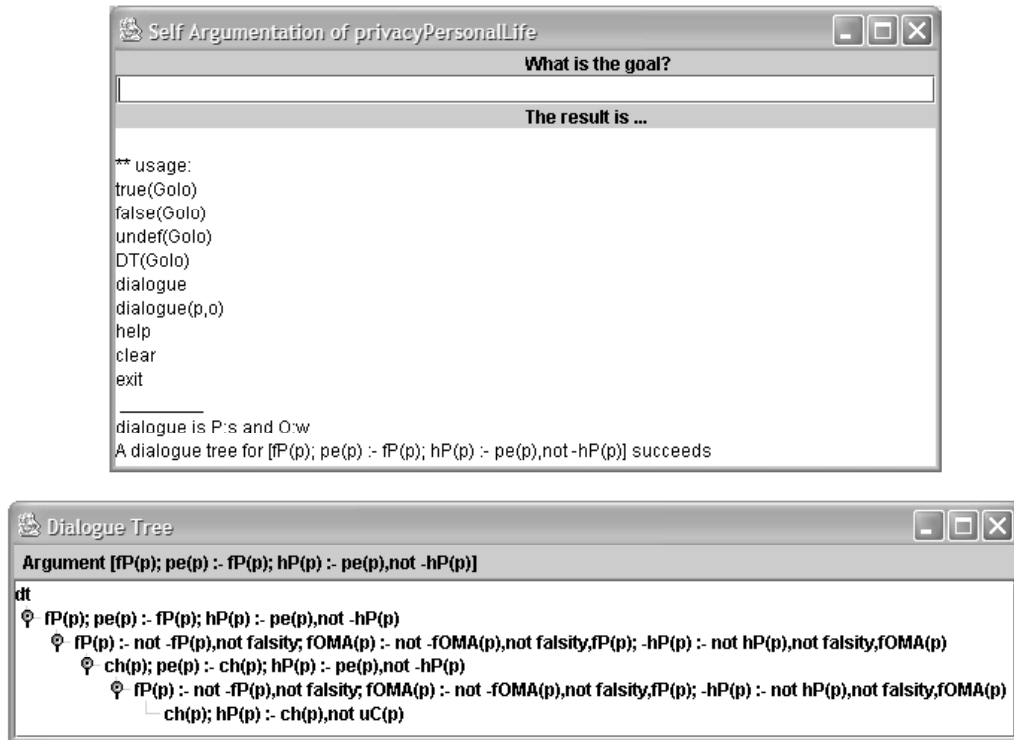 Self Argumentation of privacyPersonalLife
What is the goal?
The result is ...
** usage:
true(Golo)
false(Golo)
undef(Golo)
DT(Golo)
dialogue
dialogue(p,o)
help
clear
exit
dialogue is P:s and O:w
A dialogue tree for [fP(p); pe(p) :- fP(p); hP(p) :- pe(p),not -hP(p)] succeeds
Dialogue Tree
Argument [fP(p); pe(p) :- fP(p); hP(p) :- pe(p),not -hP(p)]
dt
fP(p); pe(p) :- fP(p); hP(p) :- pe(p),not -hP(p)
fP(p) :- not -fP(p),not falsity; fOMA(p) :- not -fOMA(p),not falsity,fP(p); -hP(p) :- not hP(p),not falsity,fOMA(p)
ch(p); pe(p) :- ch(p); hP(p) :- pe(p),not -hP(p)
fP(p) :- not -fP(p),not falsity; fOMA(p) :- not -fOMA(p),not falsity,fP(p); -hP(p) :- not hP(p),not falsity,fOMA(p)
ch(p); hP(p) :- ch(p),not uC(p)